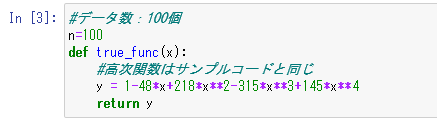 In [3]: #データ数：100個
n=100
def true_func(x):
#高次関数はサンプルコードと同じ
y = 1-48*x+218*x**2-315*x**3+145*x**4
return y